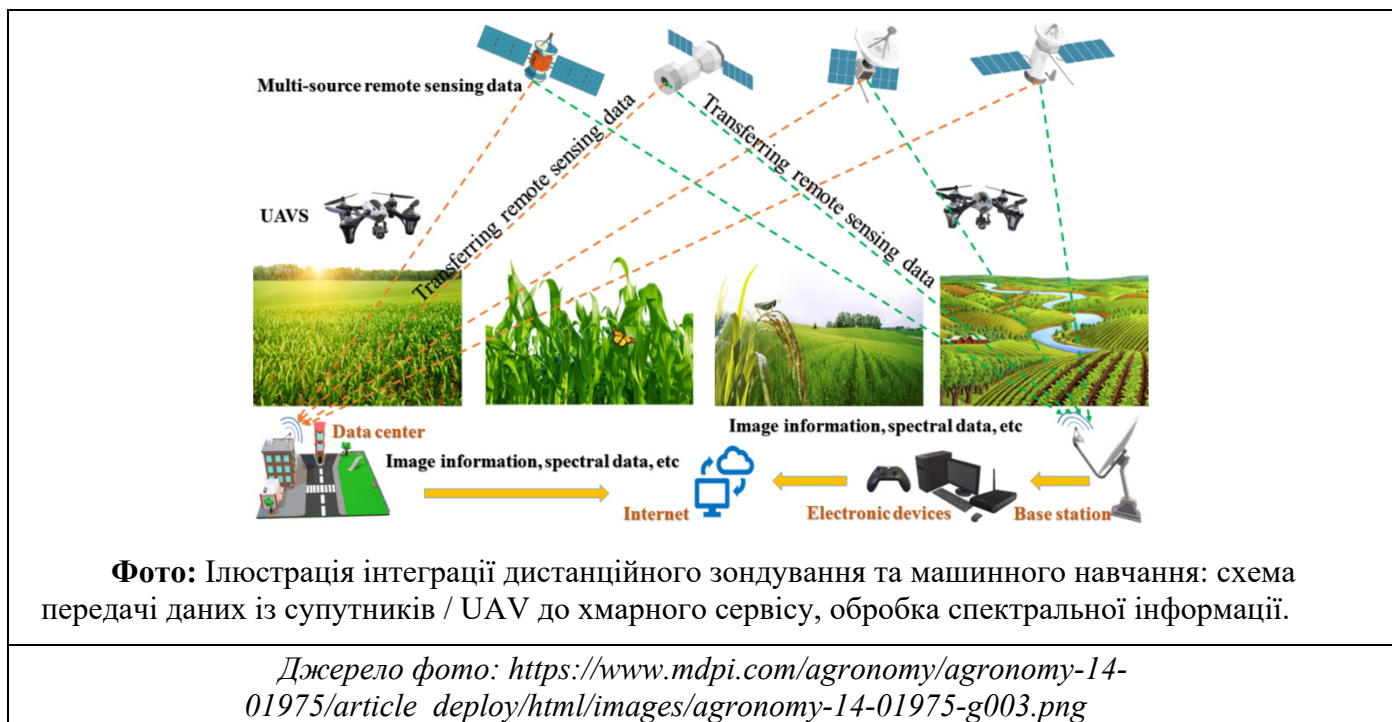 Multi-source remote sensing data
Transferring remote sensing data
Transferring remote sensing data
UAVS
Data center
Image information, spectral data, etc
Image information, spectral data, etc
Internet
Electronic devices
Base station
Фото: Ілюстрація інтеграції дистанційного зондування та машинного навчання: схема
передачі даних із супутників / UAV до хмарного сервісу, обробка спектральної інформації.
Джерело фото: https://www.mdpi.com/agronomy/agronomy-14-
01975/article_deploy/html/images/agronomy-14-01975-g003.png